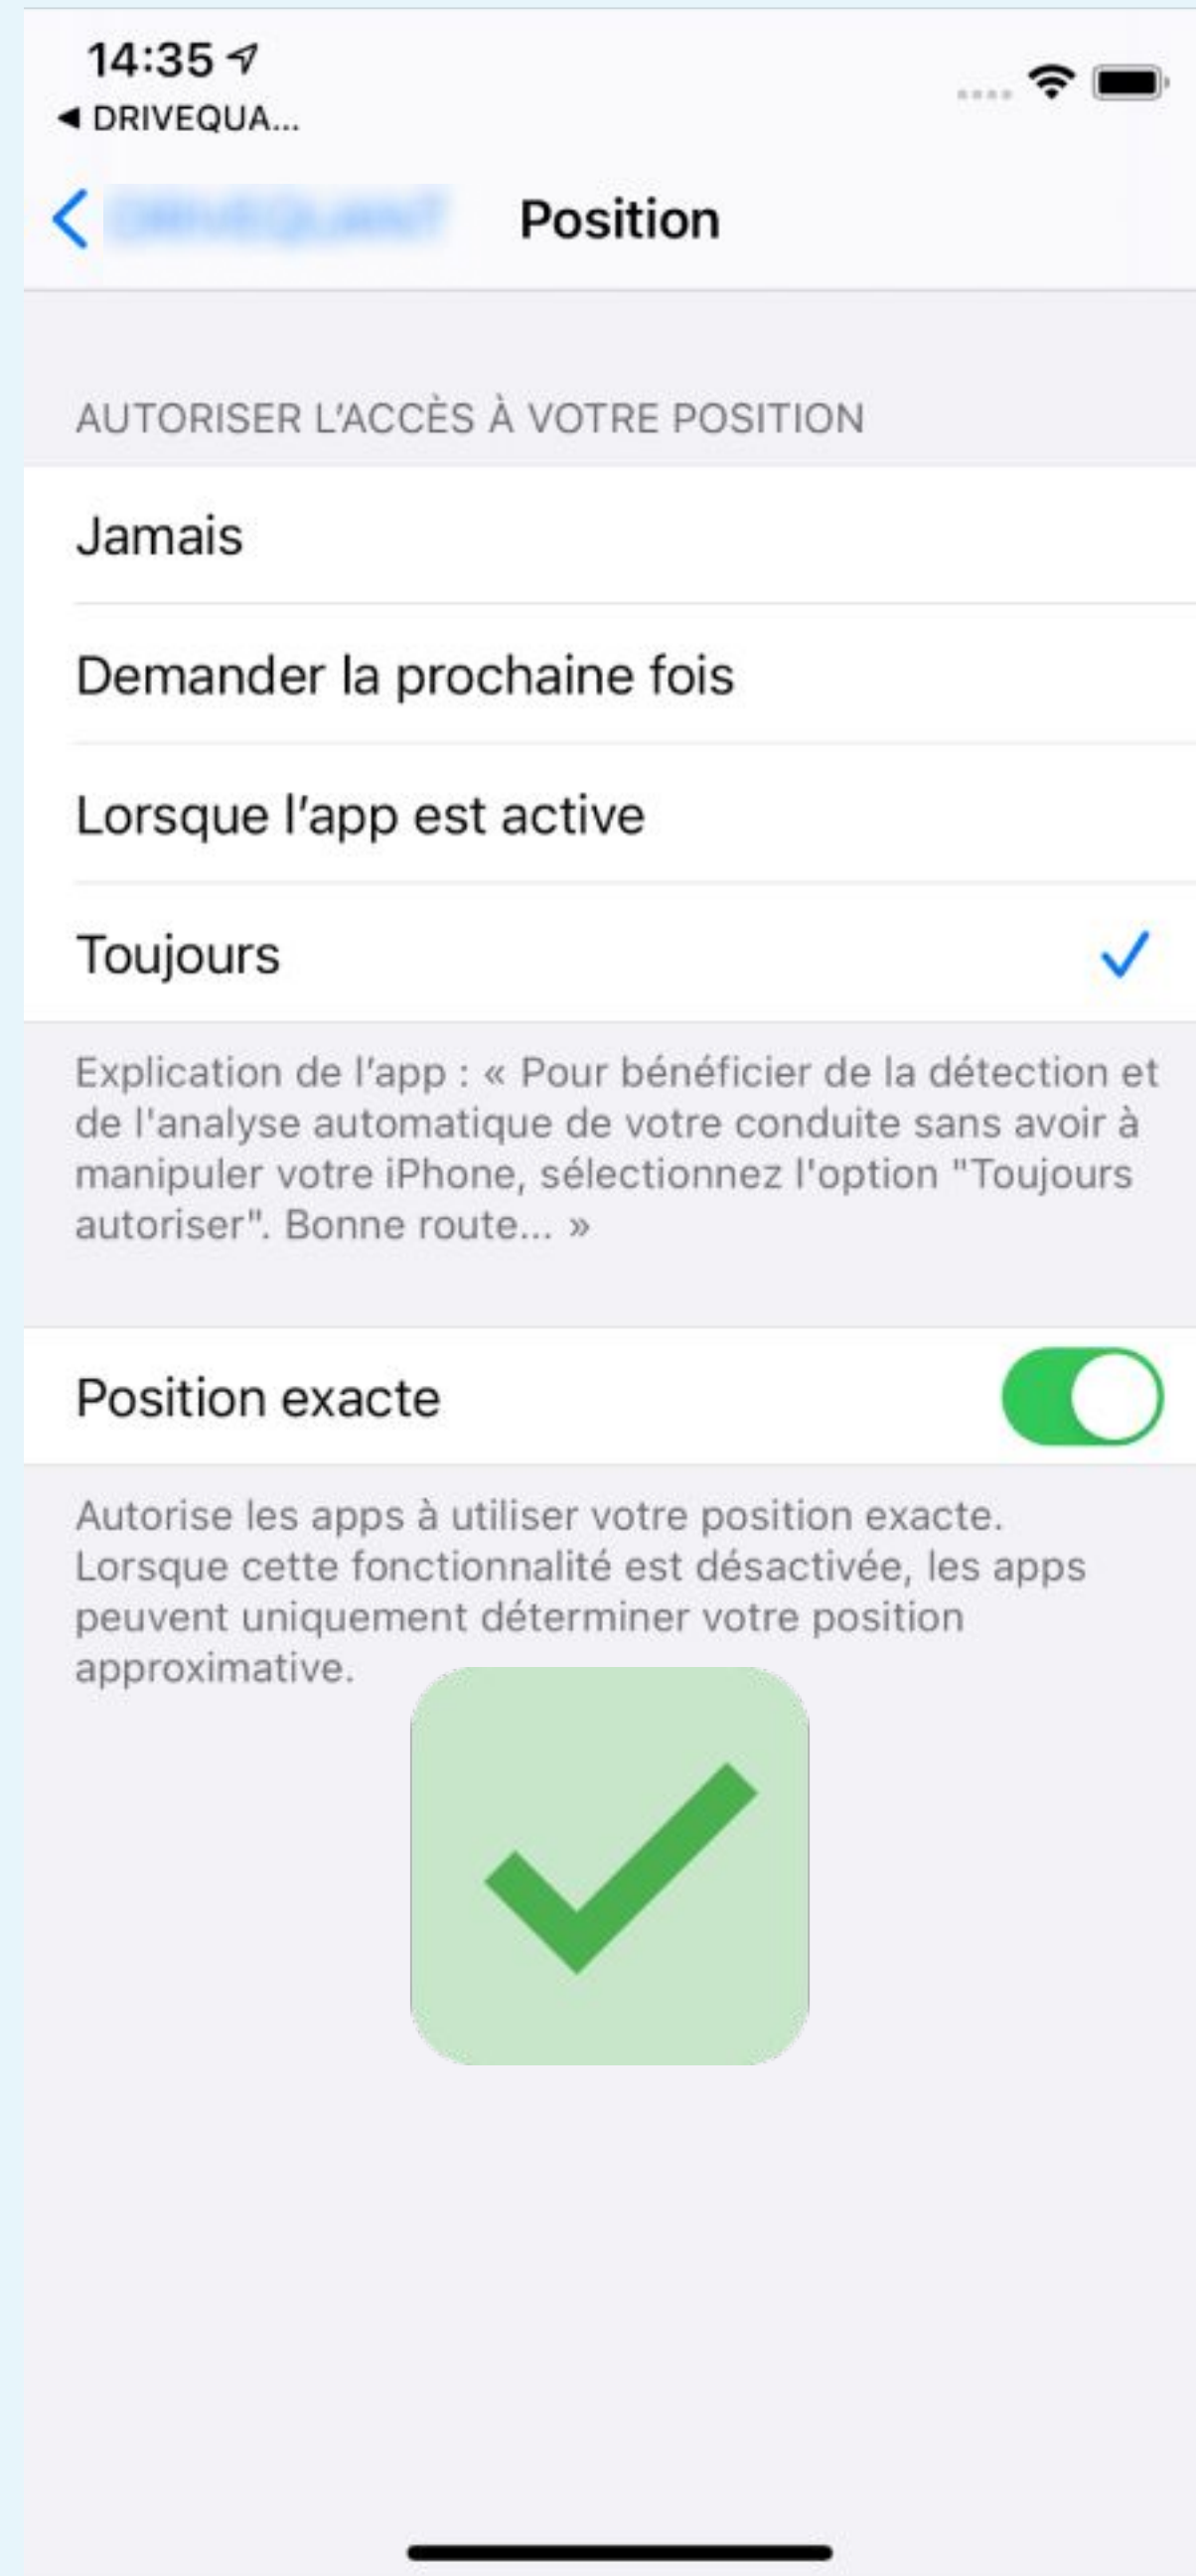 14:35
◀ DRIVEQUA...
Position
AUTORISER L’ACCÈS À VOTRE POSITION
Jamais
Demander la prochaine fois
Lorsque l’app est active
Toujours
Explication de l’app : « Pour bénéficier de la détection et
de l'analyse automatique de votre conduite sans avoir à
manipuler votre iPhone, sélectionnez l'option "Toujours
autoriser". Bonne route... »
Position exacte
Autorise les apps à utiliser votre position exacte.
Lorsque cette fonctionnalité est désactivée, les apps
peuvent uniquement déterminer votre position
approximative.